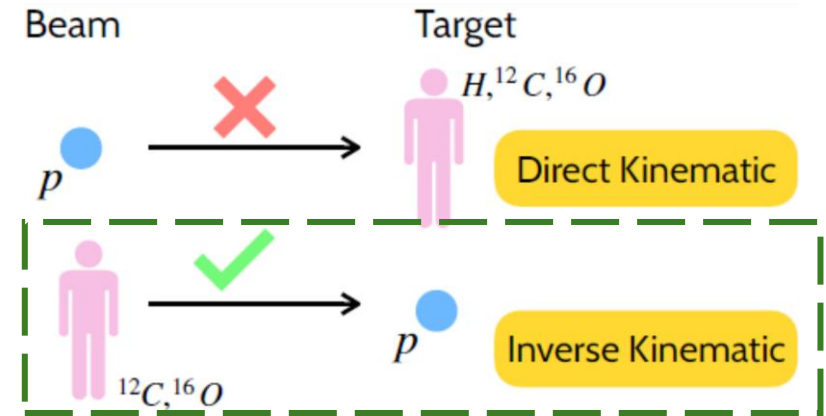 Beam Target
H,¹²C,¹⁶O
p
Direct Kinematic
p
Inverse Kinematic
¹²C,¹⁶O